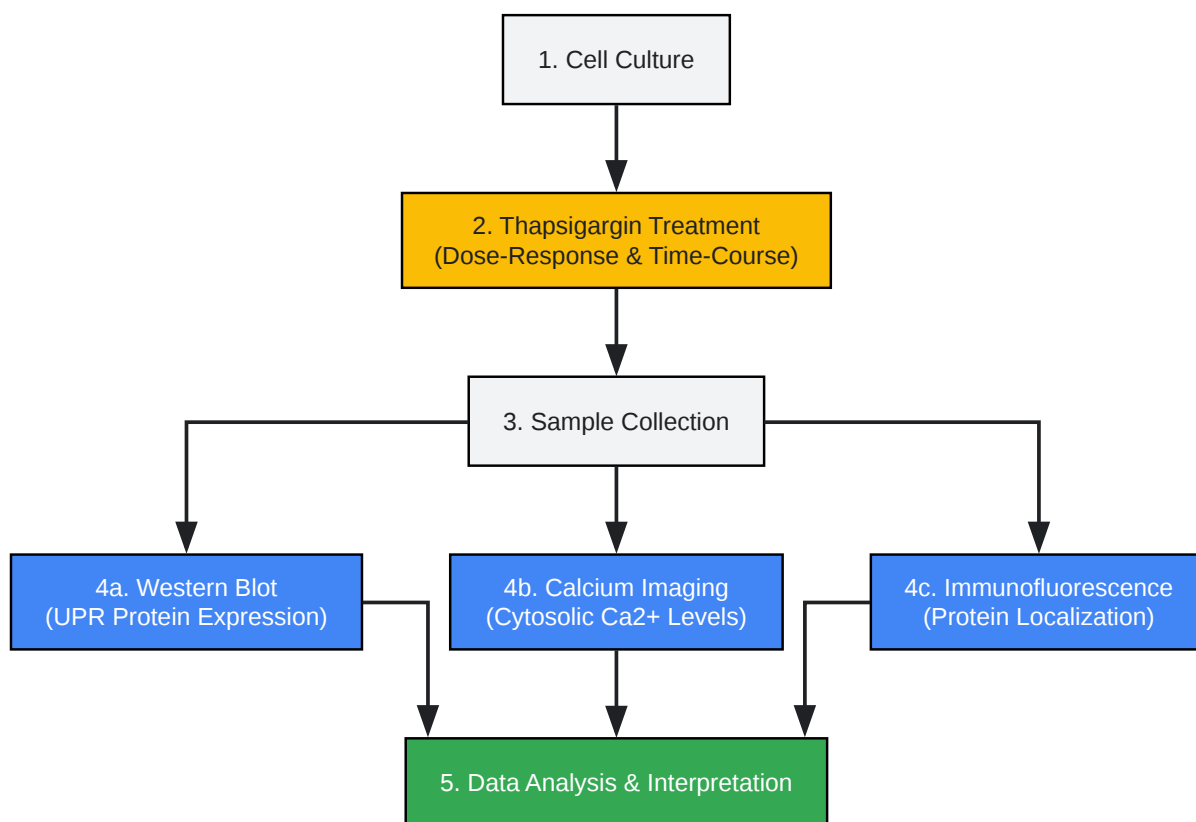 1. Cell Culture
2. Thapsigargin Treatment
(Dose-Response & Time-Course)
3. Sample Collection
4a. Western Blot
(UPR Protein Expression)
4b. Calcium Imaging
(Cytosolic Ca2+ Levels)
4c. Immunofluorescence
(Protein Localization)
5. Data Analysis & Interpretation